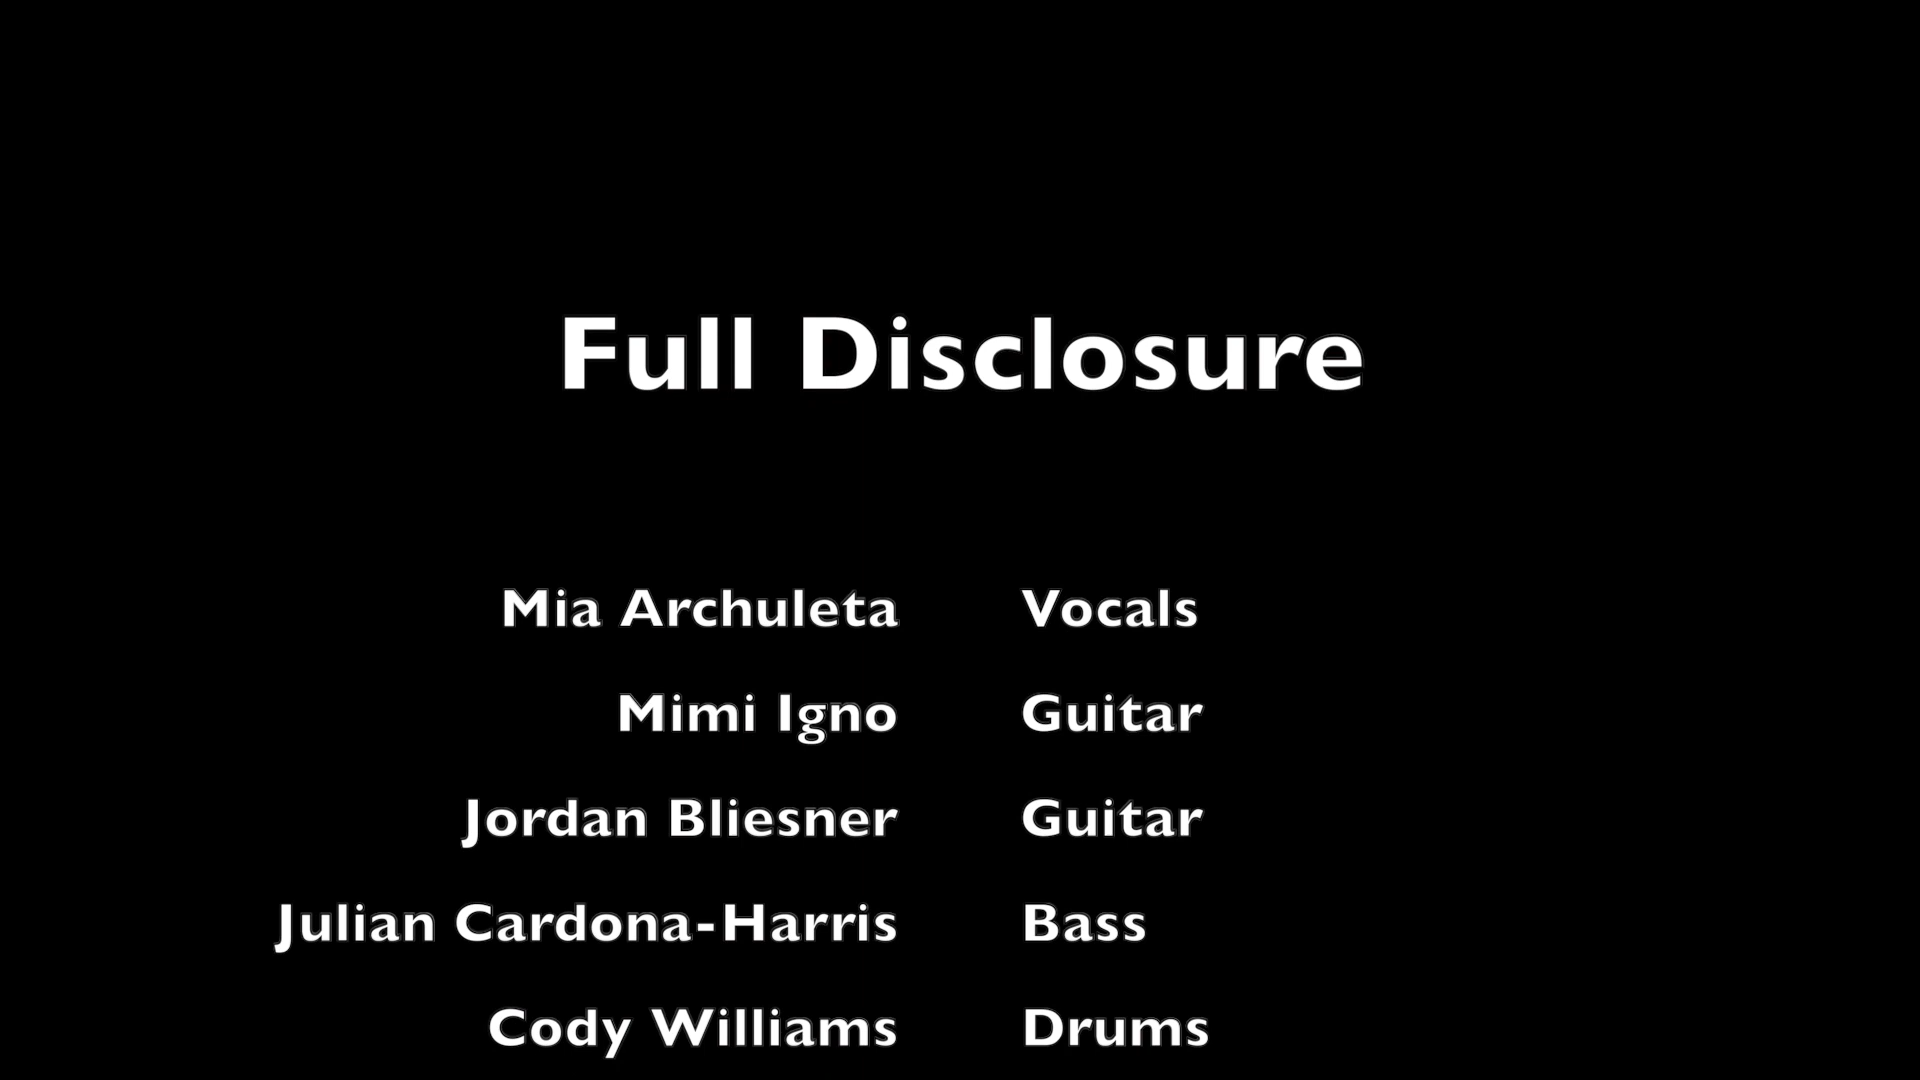 Full Disclosure
Mia Archuleta Vocals
Mimi Igno Guitar
Jordan Bliesner Guitar
Julian Cardona-Harris Bass
Cody Williams Drums